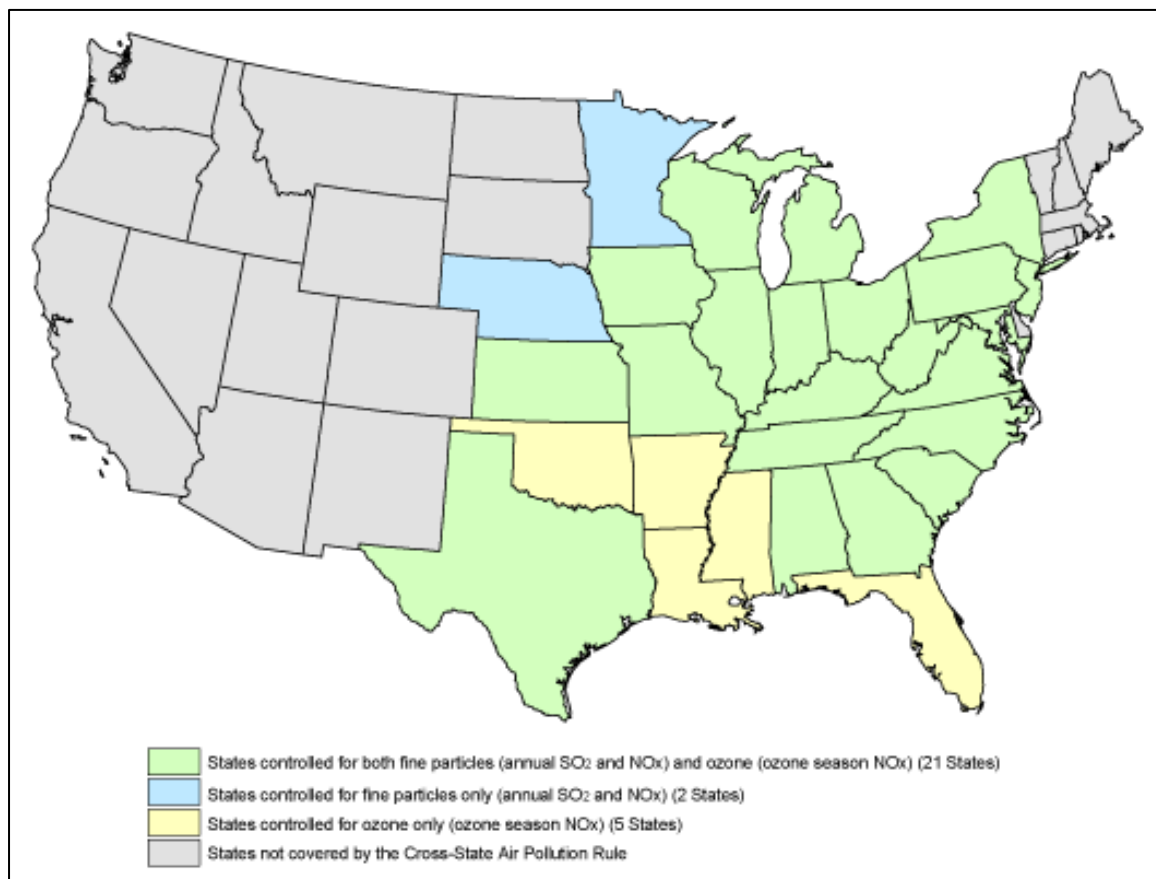 States controlled for both fine particles (annual SO2 and NOx) and ozone (ozone season NOx) (21 States)
States controlled for fine particles only (annual SO2 and NOx) (2 States)
States controlled for ozone only (ozone season NOx) (5 States)
States not covered by the Cross-State Air Pollution Rule